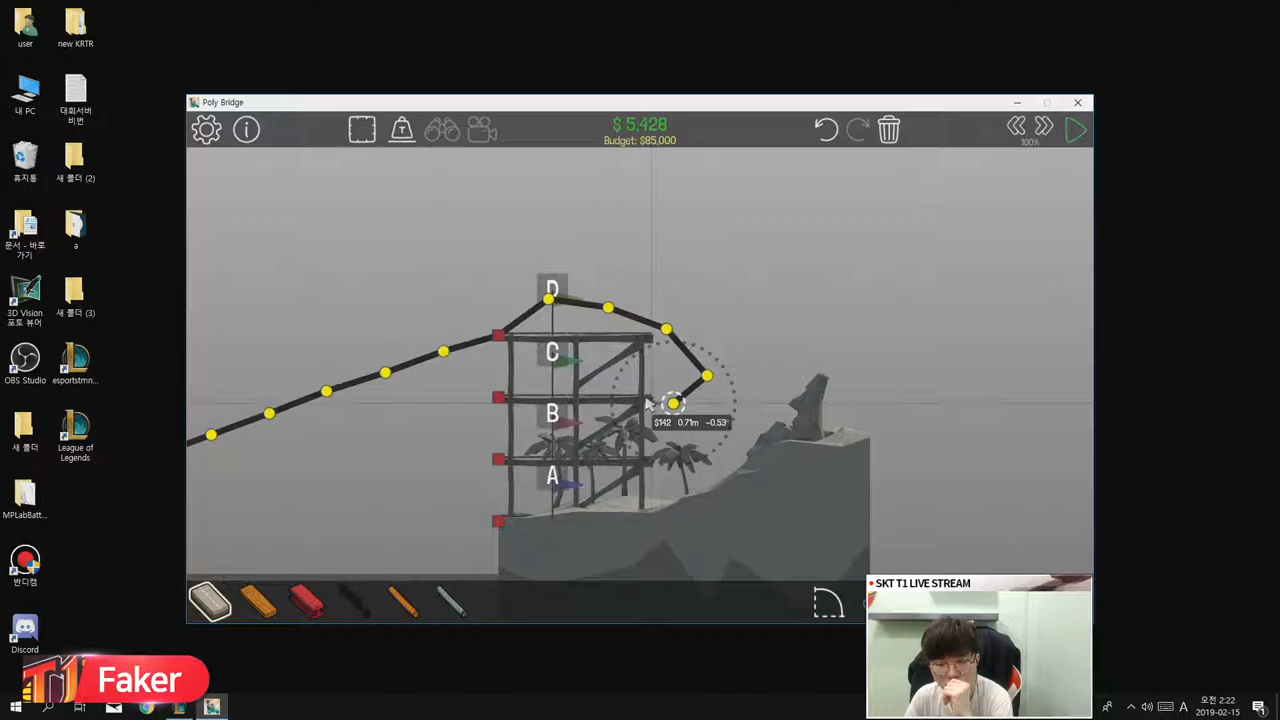 user
new KRTR
내 PC
대화서버
비번
휴지통
새 폴더 (2)
문서 - 바로
가기
a
3D Vision
포토 뷰어
새 폴더 (3)
OBS Studio
esportstmn...
새 폴더
League of
Legends
MPLabBatt...
반디캠
Discord
Poly Bridge
$ 5,428
Budget: $85,000
100%
D
C
B
A
$142 0.71m -0.53°
SKT T1 LIVE STREAM
T1 Faker
A
오전 2:22
2019-02-15
1